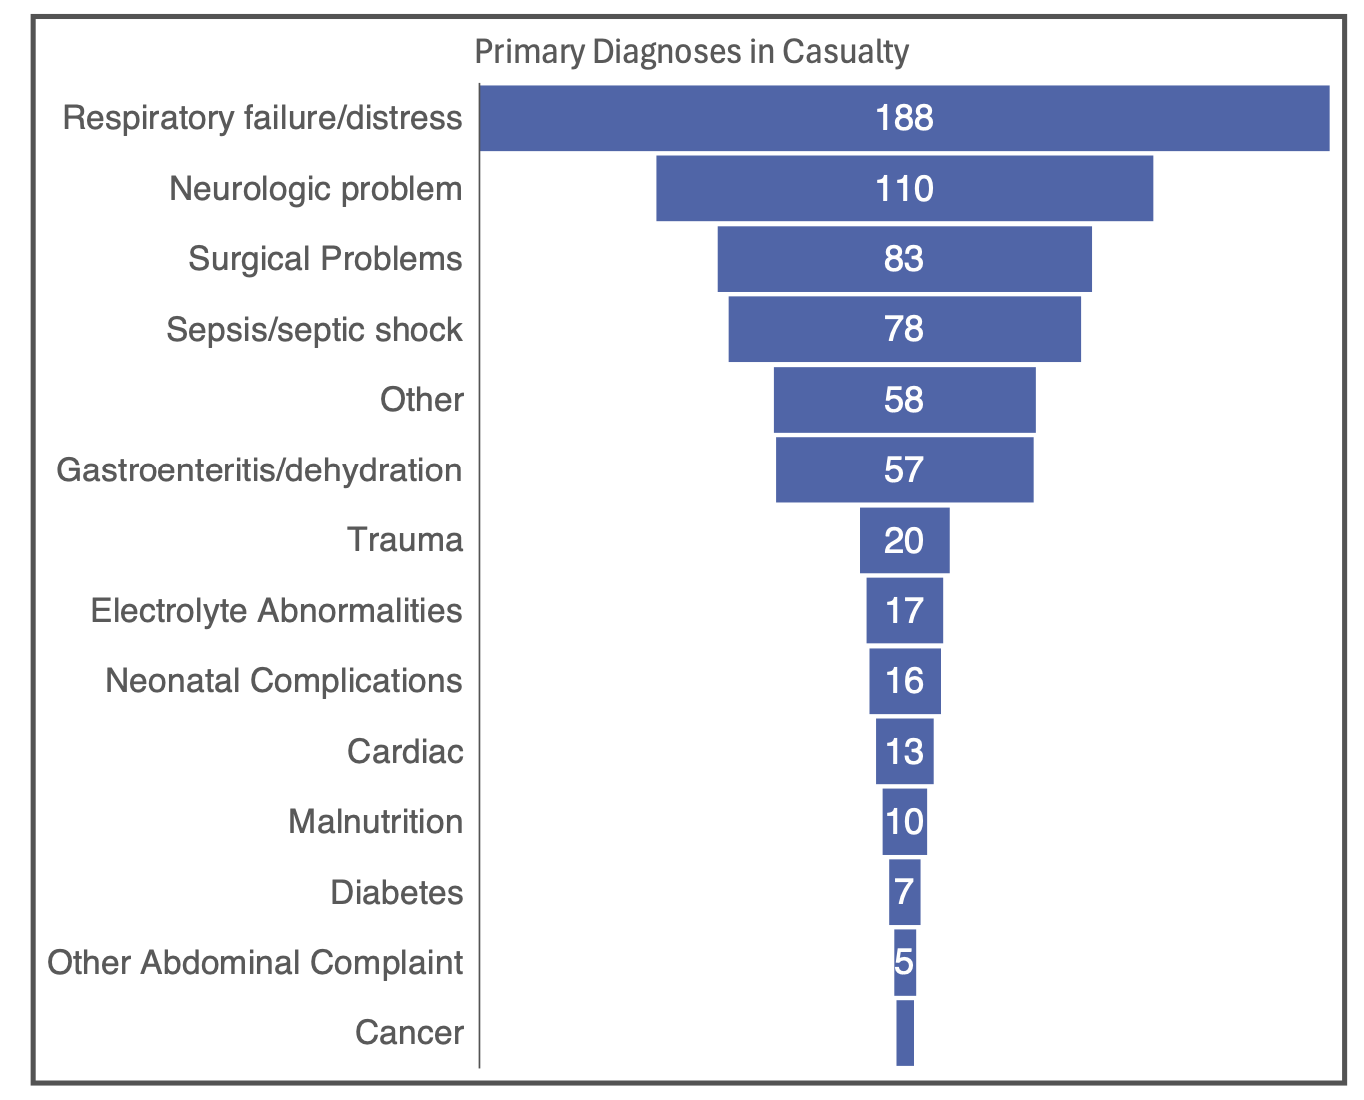 Primary Diagnoses in Casualty
Respiratory failure/distress 188
Neurologic problem 110
Surgical Problems 83
Sepsis/septic shock 78
Other 58
Gastroenteritis/dehydration 57
Trauma 20
Electrolyte Abnormalities 17
Neonatal Complications 16
Cardiac 13
Malnutrition 10
Diabetes 7
Other Abdominal Complaint 5
Cancer